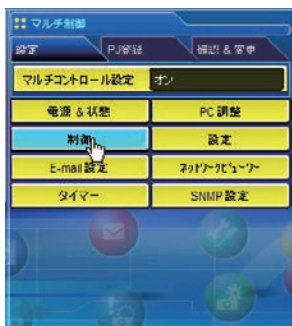 マルチ制御
設定 PJ登録 確認 & 変更
マルチコントロール設定 オン
電源 & 状態 PC 調整
制御 設定
E-mail 設定 ネットワークビューワー
タイマー SNMP 設定